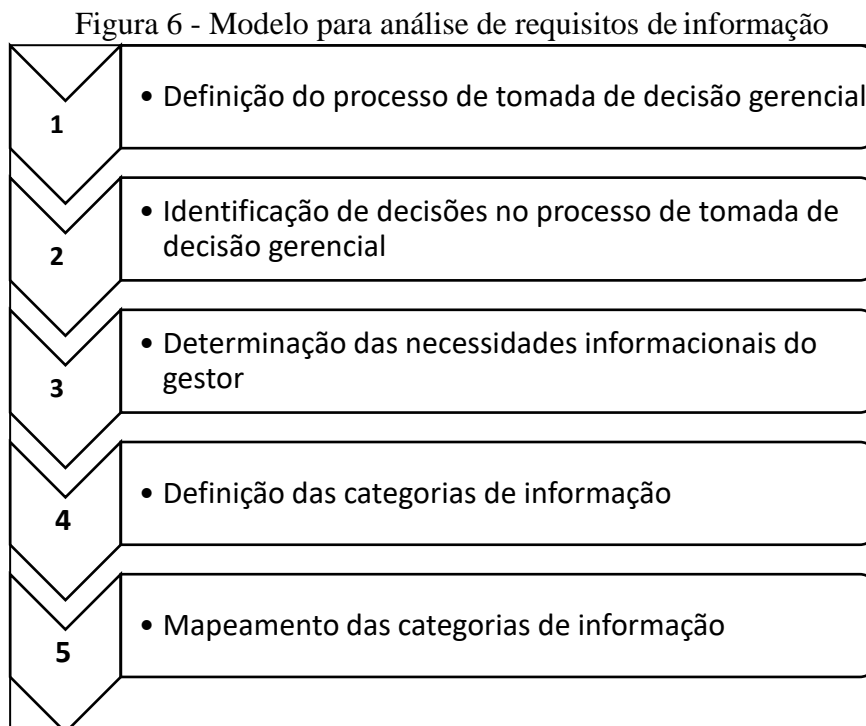 Figura 6 - Modelo para análise de requisitos de informação
1
• Definição do processo de tomada de decisão gerencial
2
• Identificação de decisões no processo de tomada de
decisão gerencial
3
• Determinação das necessidades informacionais do
gestor
4
• Definição das categorias de informação
5
• Mapeamento das categorias de informação